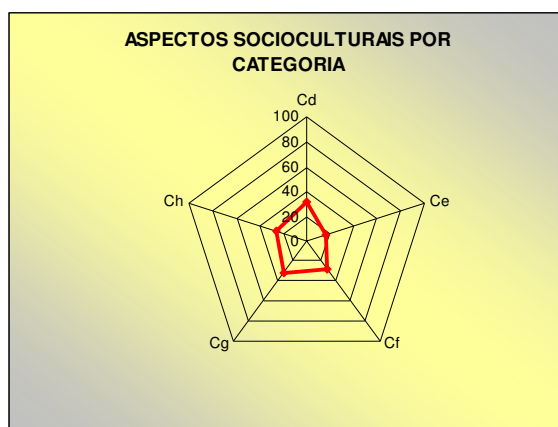 ASPECTOS SOCIOCULTURAIS POR
CATEGORIA
Cd
100
80
60
40
20
0
Ch
Ce
Cg
Cf